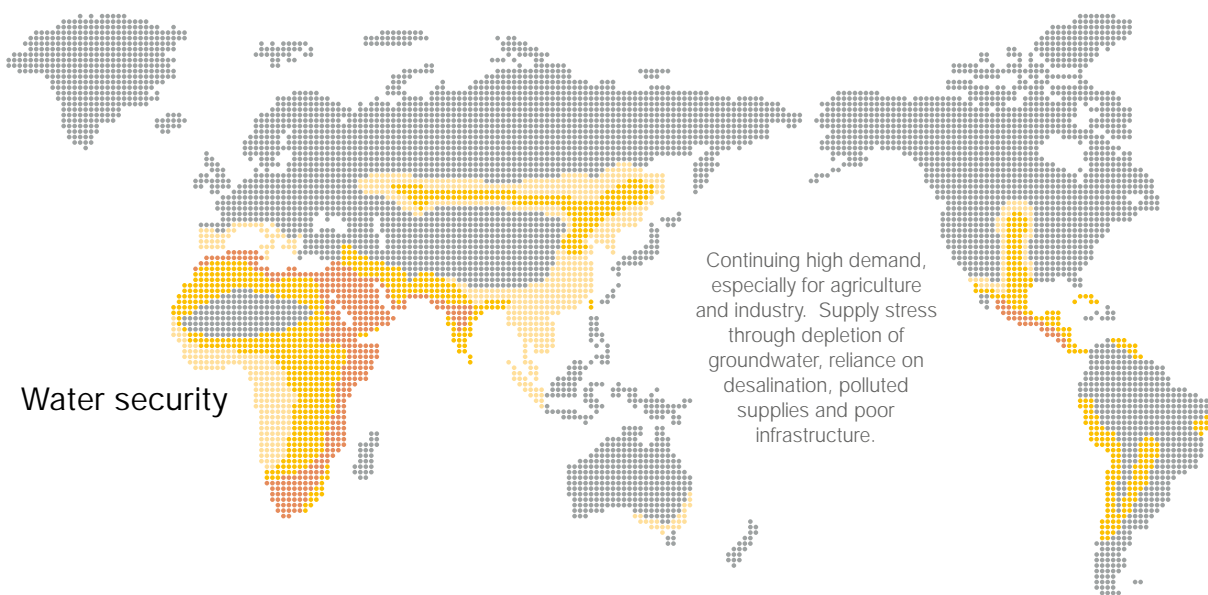 Water security
Continuing high demand,
especially for agriculture
and industry.  Supply stress
through depletion of
groundwater, reliance on
desalination, polluted
supplies and poor
infrastructure.